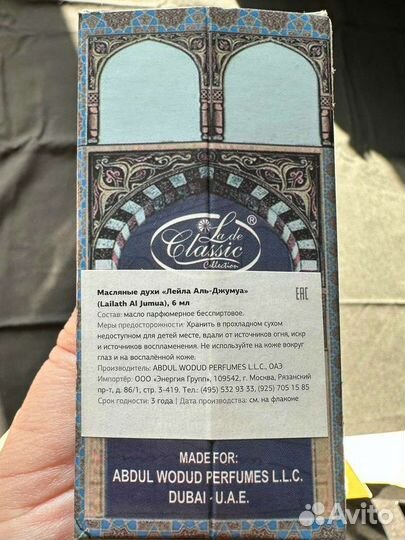 La de
Classic
Collection
®
Масляные духи «Лейла Аль-Джумуа»
(Lailath Al Jumua), 6 мл
EAC
Состав: масло парфюмерное бесспиртовое.
Меры предосторожности: Хранить в прохладном сухом
недоступном для детей месте, вдали от источников огня, искр
и источников воспламенения. Не используйте на коже вокруг
глаз и на воспалённой коже.
Производитель: ABDUL WODUD PERFUMES L.L.C., ОАЭ
Импортёр: ООО «Энергия Групп», 109542, г. Москва, Рязанский
пр-т, д. 86/1, стр. 3-419. Тел.: (495) 532 99 33, (925) 705 15 85
Срок годности: 3 года | Дата производства: см. на флаконе
MADE FOR:
ABDUL WODUD PERFUMES L.L.C.
DUBAI - U.A.E.
Avito